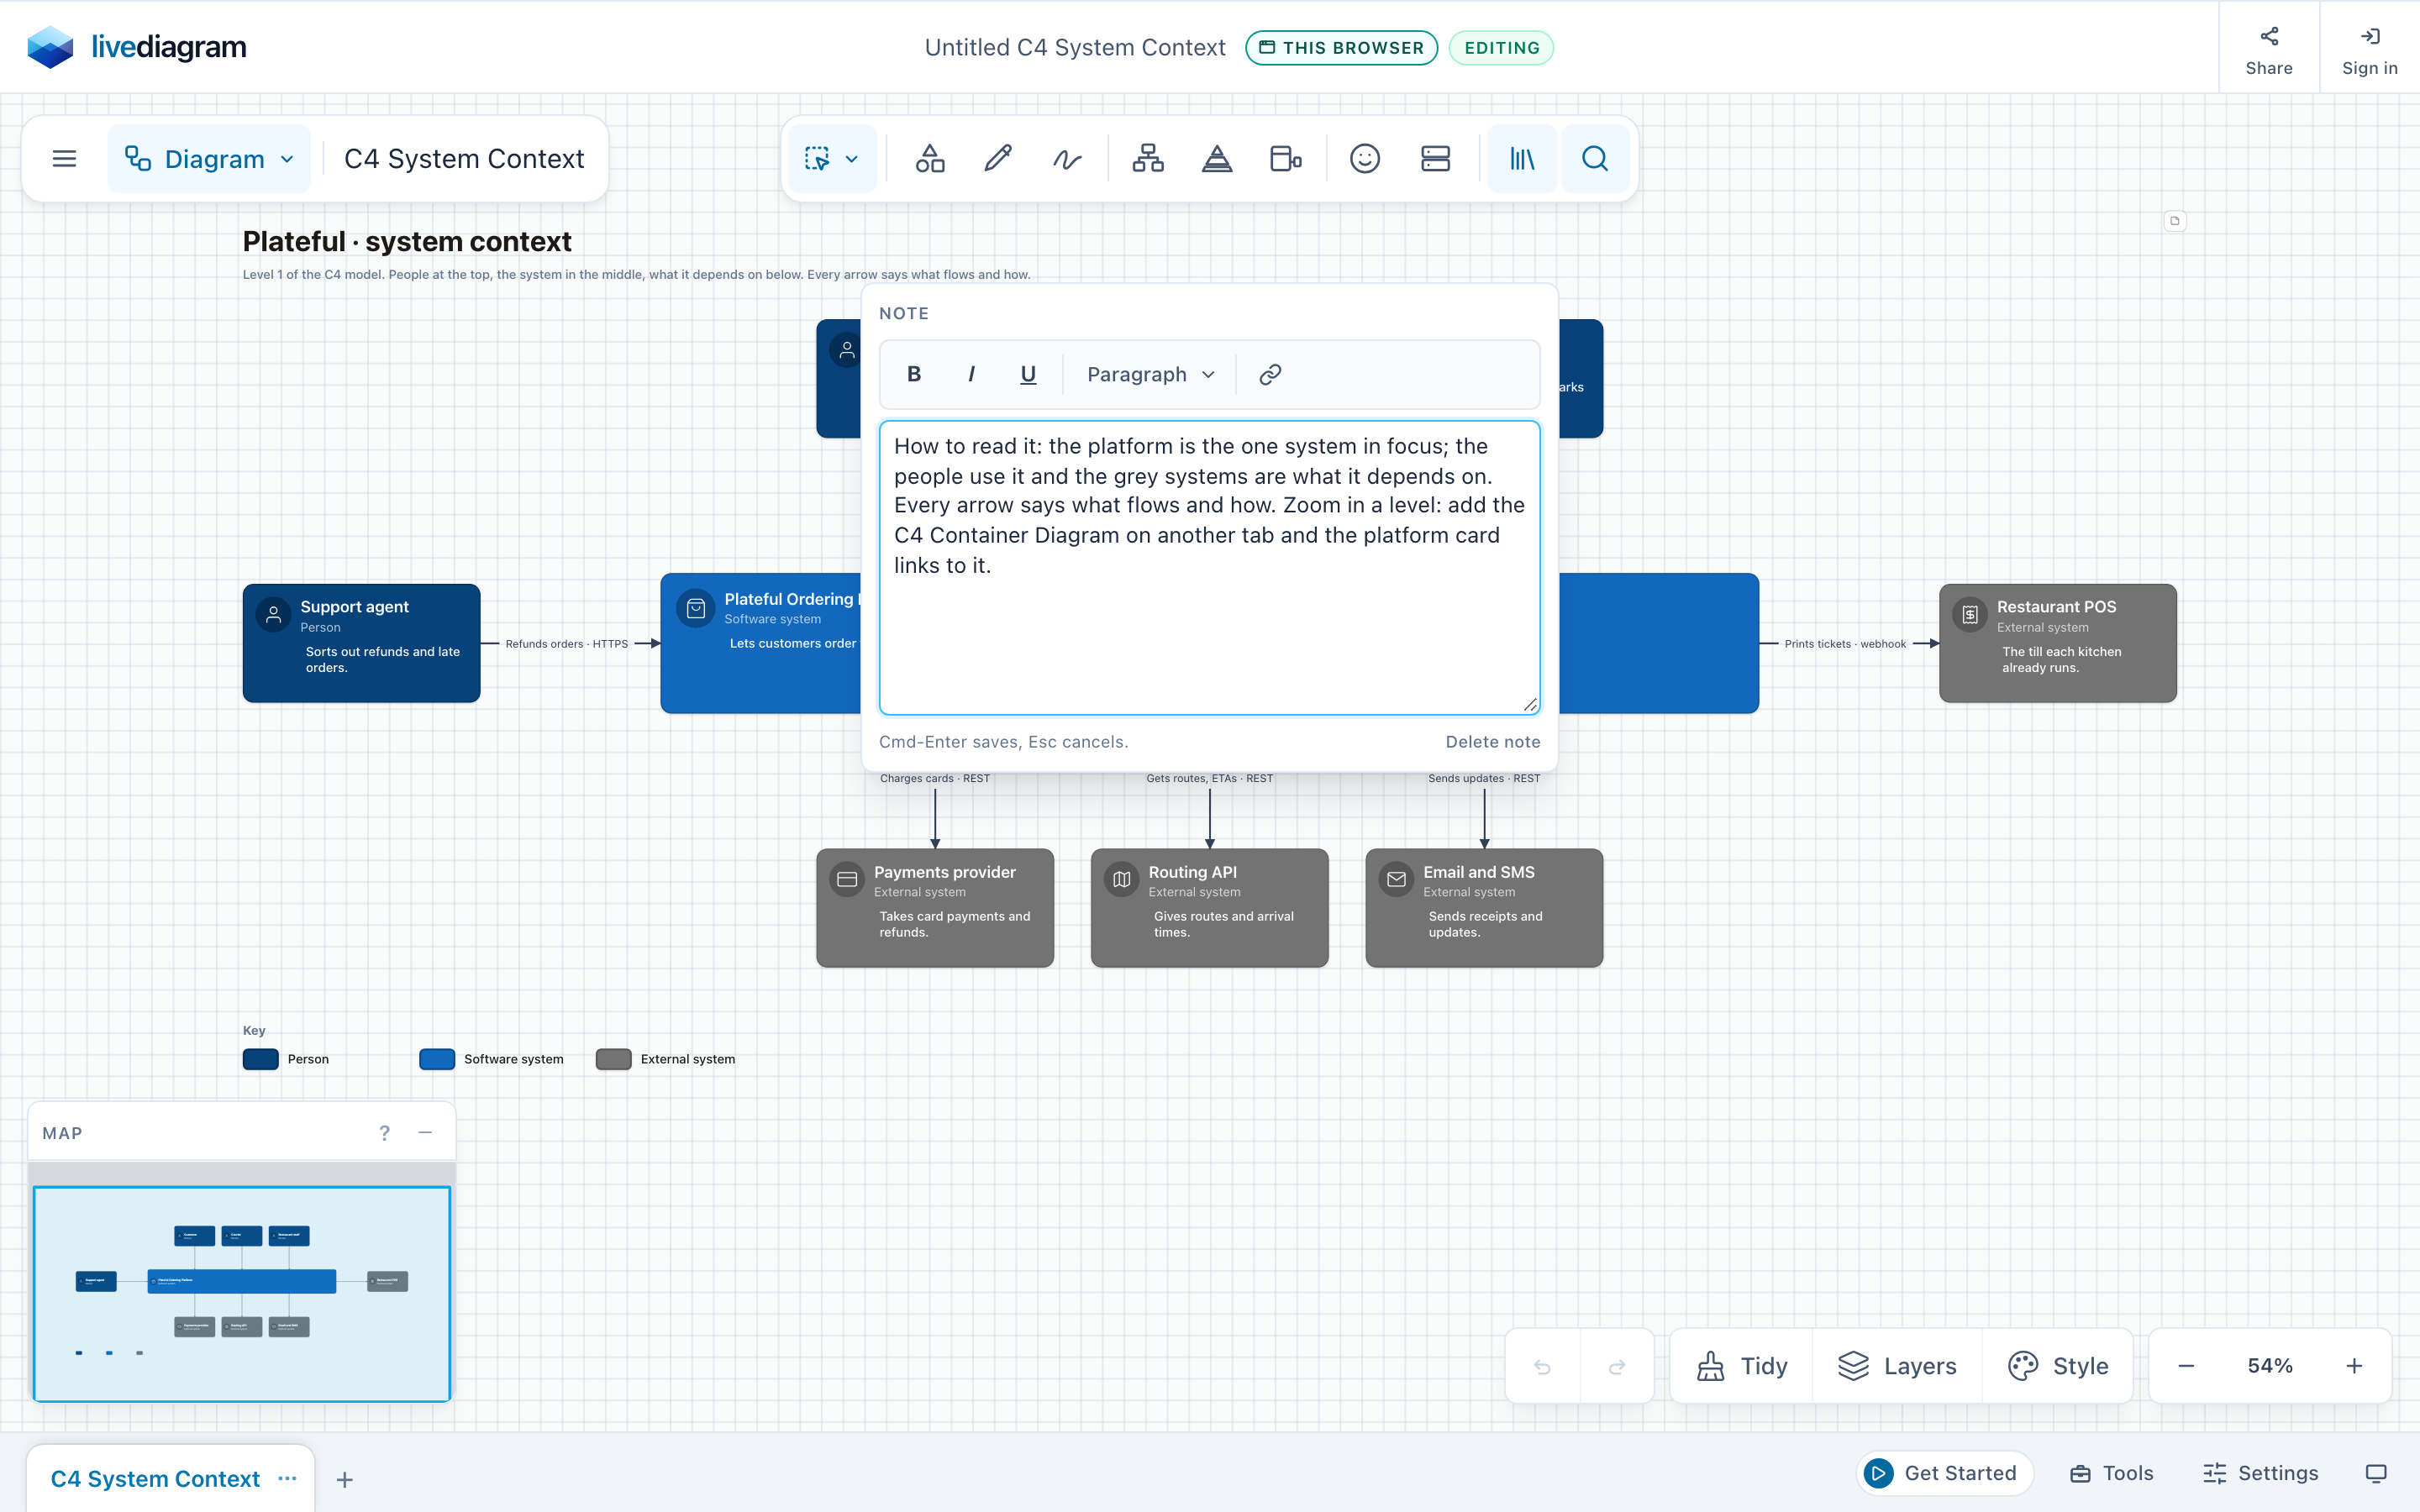 livediagram
Untitled C4 System Context
THIS BROWSER
EDITING
Share
Sign in
Diagram
C4 System Context
Plateful · system context
Level 1 of the C4 model. People at the top, the system in the middle, what it depends on below. Every arrow says what flows and how.
NOTE
B I U Paragraph
How to read it: the platform is the one system in focus; the
people use it and the grey systems are what it depends on.
Every arrow says what flows and how. Zoom in a level: add the
C4 Container Diagram on another tab and the platform card
links to it.
Cmd-Enter saves, Esc cancels.
Delete note
arks
Support agent
Person
Sorts out refunds and late
orders.
Refunds orders · HTTPS
Plateful Ordering
Software system
Lets customers order
Prints tickets · webhook
Restaurant POS
External system
The till each kitchen
already runs.
Charges cards · REST
Gets routes, ETAs · REST
Sends updates · REST
Payments provider
External system
Takes card payments and
refunds.
Routing API
External system
Gives routes and arrival
times.
Email and SMS
External system
Sends receipts and
updates.
Key
Person
Software system
External system
MAP
?
Tidy
Layers
Style
54%
C4 System Context
Get Started
Tools
Settings